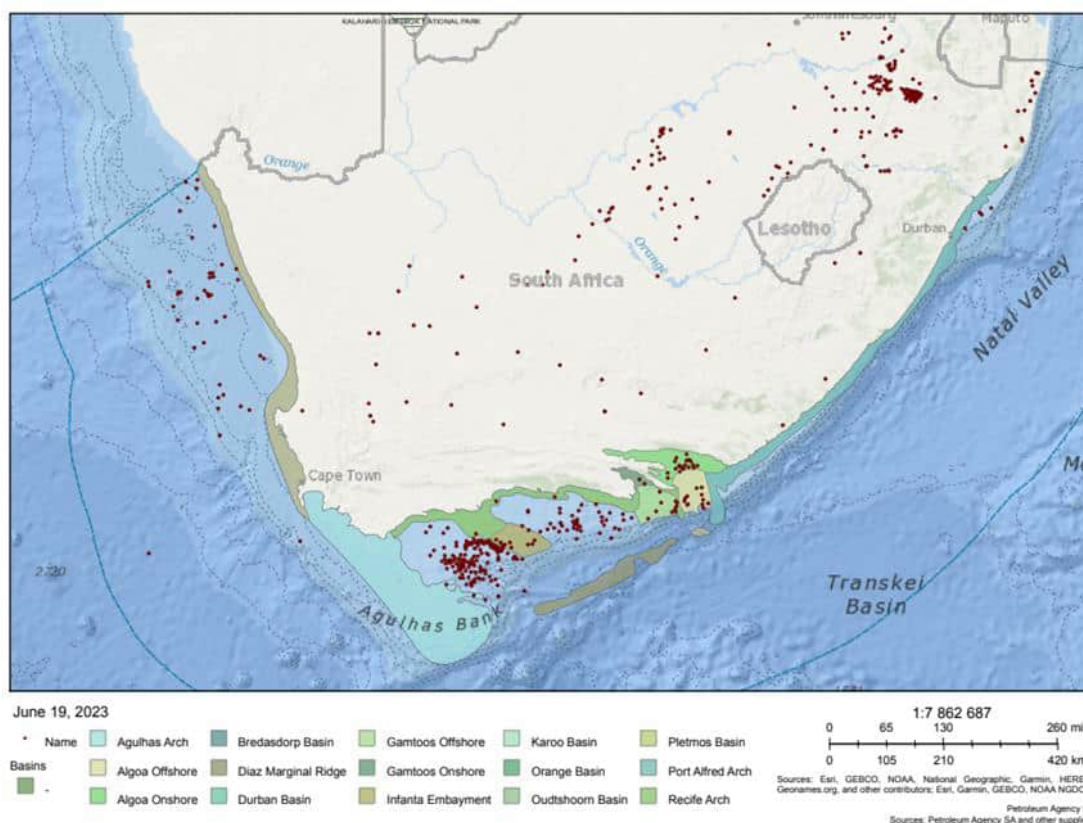 KALAHARI GEMSBOK NATIONAL PARK
Johannesburg
Maputo
Orange
Lesotho
Durban
Orange
South Africa
Natal Valley
Cape Town
Transkei
Basin
Agulhas Bank
June 19, 2023
Name
Basins
-
Agulhas Arch
Algoa Offshore
Algoa Onshore
Bredasdorp Basin
Diaz Marginal Ridge
Durban Basin
Gamtoos Offshore
Gamtoos Onshore
Infanta Embayment
Karoo Basin
Orange Basin
Oudtshoorn Basin
Pletmos Basin
Port Alfred Arch
Recife Arch
1:7 862 687
0 65 130 260 mi
0 105 210 420 km
Sources: Esri, GEBCO, NOAA, National Geographic, Garmin, HERE,
Geonames.org, and other contributors; Esri, Garmin, GEBCO, NOAA NGDC
Petroleum Agency
Sources: Petroleum Agency SA and other